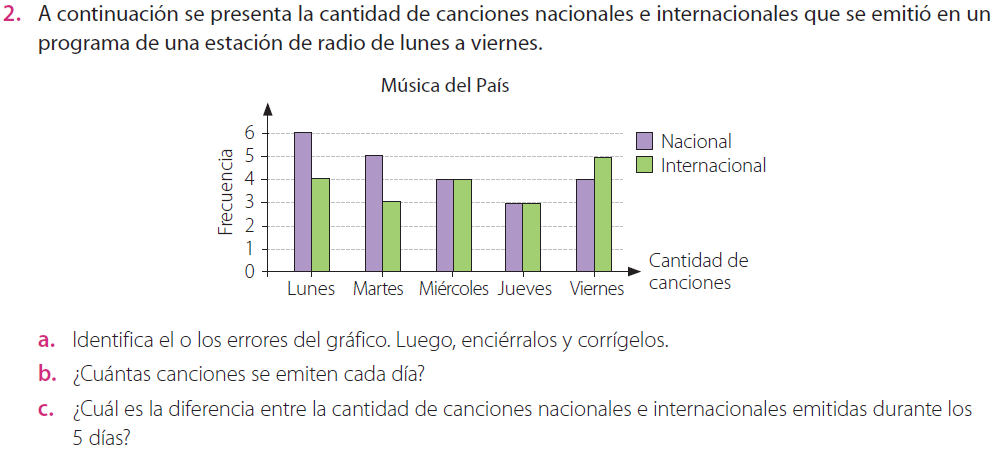 2. A continuación se presenta la cantidad de canciones nacionales e internacionales que se emitió en un
programa de una estación de radio de lunes a viernes.
Música del País
Frecuencia
6
5
4
3
2
1
0
Nacional
Internacional
Lunes Martes Miércoles Jueves Viernes
Cantidad de
canciones
a. Identifica el o los errores del gráfico. Luego, enciérralos y corrígelos.
b. ¿Cuántas canciones se emiten cada día?
c. ¿Cuál es la diferencia entre la cantidad de canciones nacionales e internacionales emitidas durante los
5 días?